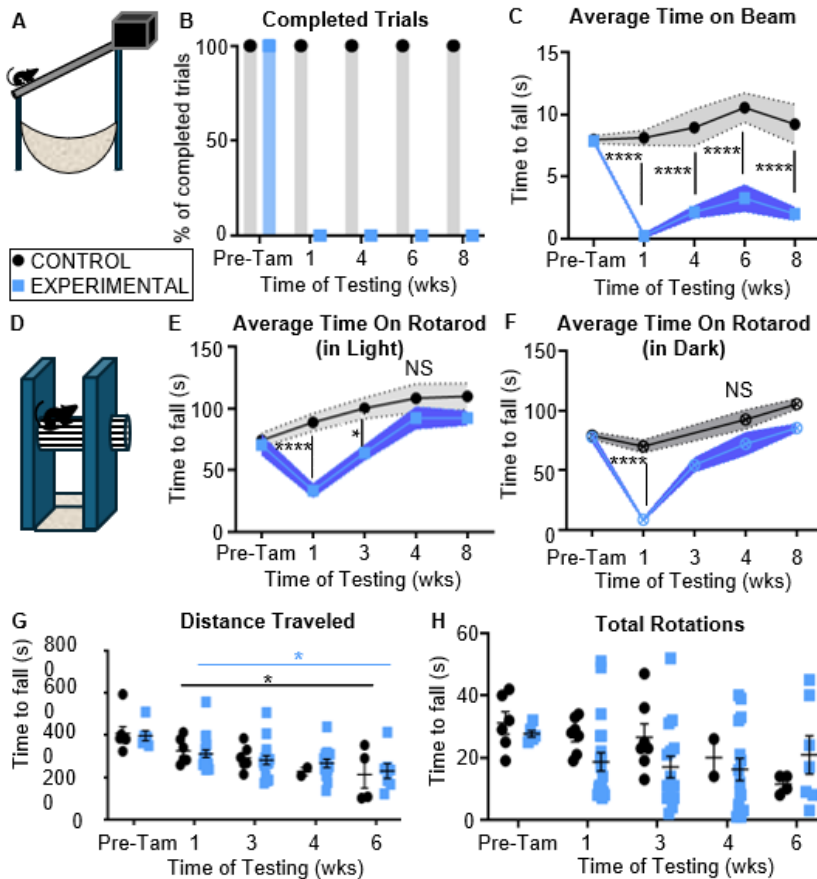 A
B
Completed Trials
% of completed trials
100
50
0
Pre-Tam 1 4 6 8
Time of Testing (wks)
C
Average Time on Beam
Time to fall (s)
15
10
5
0
**** **** **** ****
Pre-Tam 1 4 6 8
Time of Testing (wks)
CONTROL
EXPERIMENTAL
D
E
Average Time On Rotarod
(in Light)
Time to fall (s)
150
100
50
0
NS
**** *
Pre-Tam 1 3 4 8
Time of Testing (wks)
F
Average Time On Rotarod
(in Dark)
Time to fall (s)
150
100
50
0
NS
****
Pre-Tam 1 3 4 8
Time of Testing (wks)
G
Distance Traveled
Time to fall (s)
800
0
600
0
400
0
200
0
0
*
*
Pre-Tam 1 3 4 6
Time of Testing (wks)
H
Total Rotations
Time to fall (s)
60
40
20
0
Pre-Tam 1 3 4 6
Time of Testing (wks)